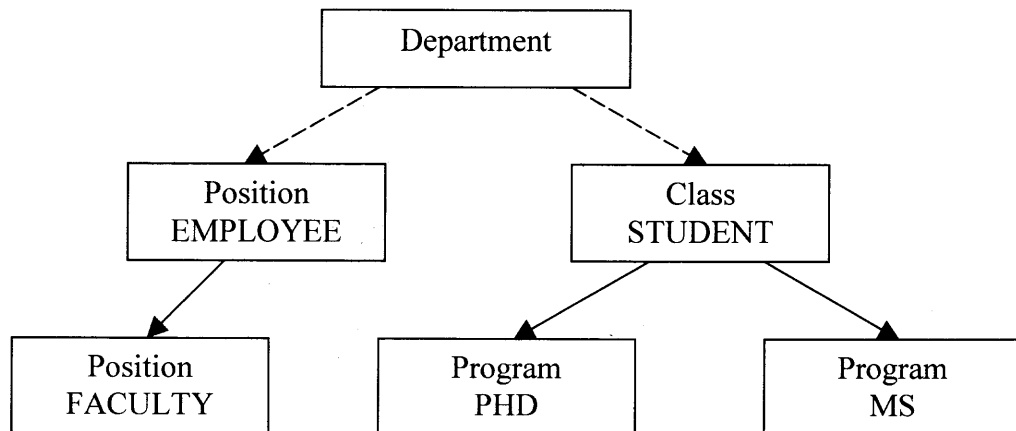 Department
Position
EMPLOYEE
Class
STUDENT
Position
FACULTY
Program
PHD
Program
MS